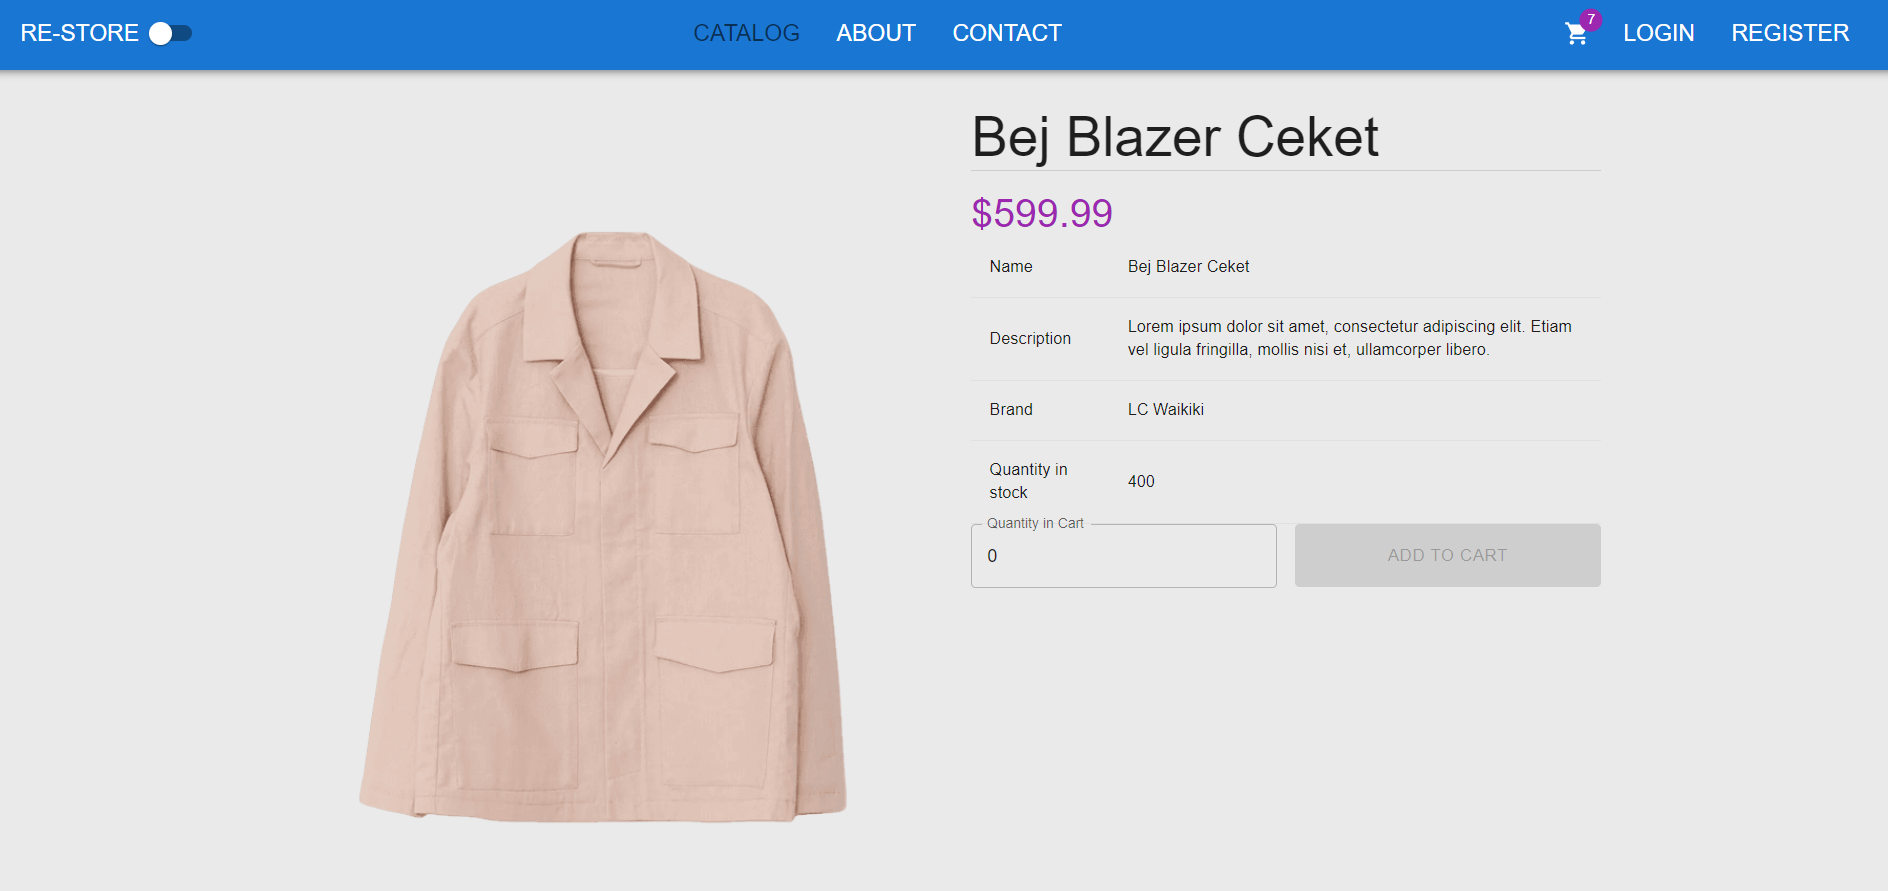 RE-STORE
CATALOG
ABOUT
CONTACT
7
LOGIN
REGISTER
Bej Blazer Ceket
$599.99
Name
Bej Blazer Ceket
Description
Lorem ipsum dolor sit amet, consectetur adipiscing elit. Etiam
vel ligula fringilla, mollis nisi et, ullamcorper libero.
Brand
LC Waikiki
Quantity in
stock
400
Quantity in Cart
0
ADD TO CART